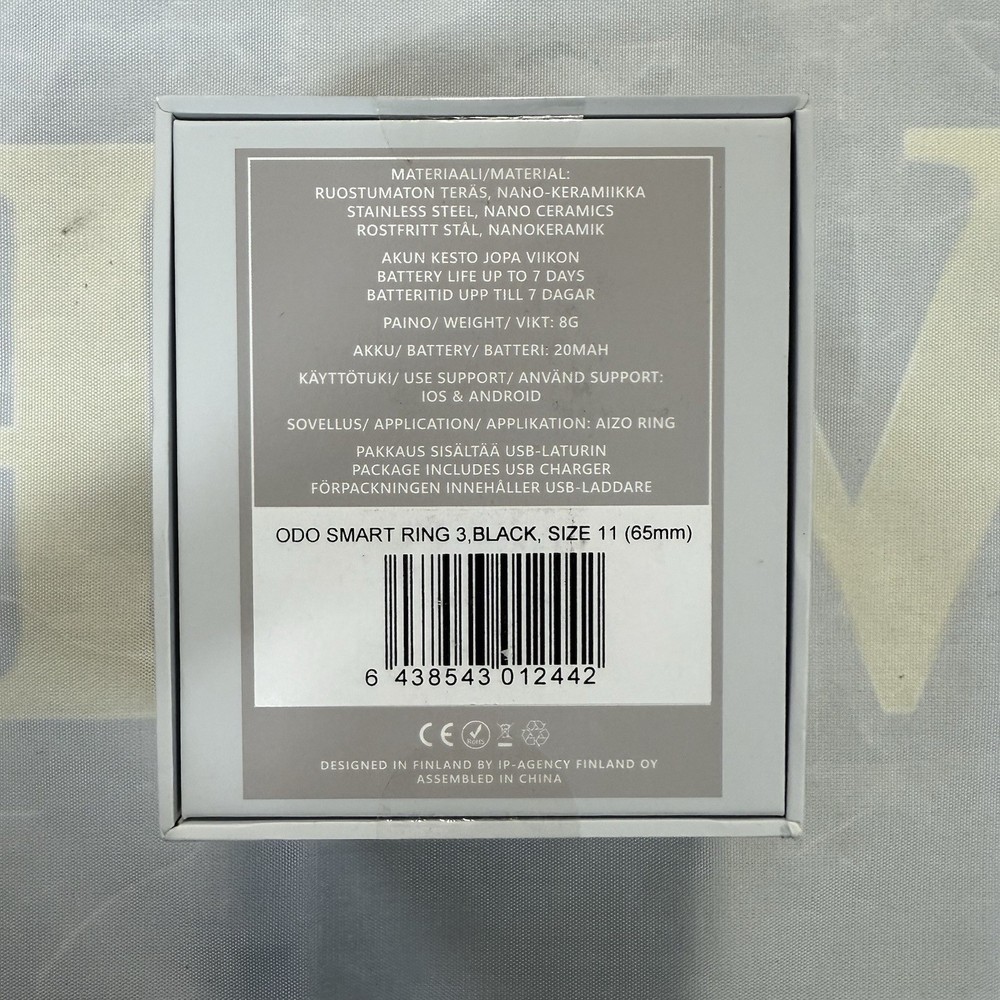 MATERIAALI/MATERIAL:
RUOSTUMATON TERÄS, NANO-KERAMIIKKA
STAINLESS STEEL, NANO CERAMICS
ROSTFRITT STÅL, NANOKERAMIK
AKUN KESTO JOPA VIIKON
BATTERY LIFE UP TO 7 DAYS
BATTERITID UPP TILL 7 DAGAR
PAINO/ WEIGHT/ VIKT: 8G
AKKU/ BATTERY/ BATTERI: 20MAH
KÄYTTÖTUKI/ USE SUPPORT/ ANVÄND SUPPORT:
IOS & ANDROID
SOVELLUS/ APPLICATION/ APPLIKATION: AIZO RING
PAKKAUS SISÄLTÄÄ USB-LATURIN
PACKAGE INCLUDES USB CHARGER
FÖRPACKNINGEN INNEHÅLLER USB-LADDARE
ODO SMART RING 3,BLACK, SIZE 11 (65mm)
6 438543 012442
CE RoHS
DESIGNED IN FINLAND BY IP-AGENCY FINLAND OY
ASSEMBLED IN CHINA